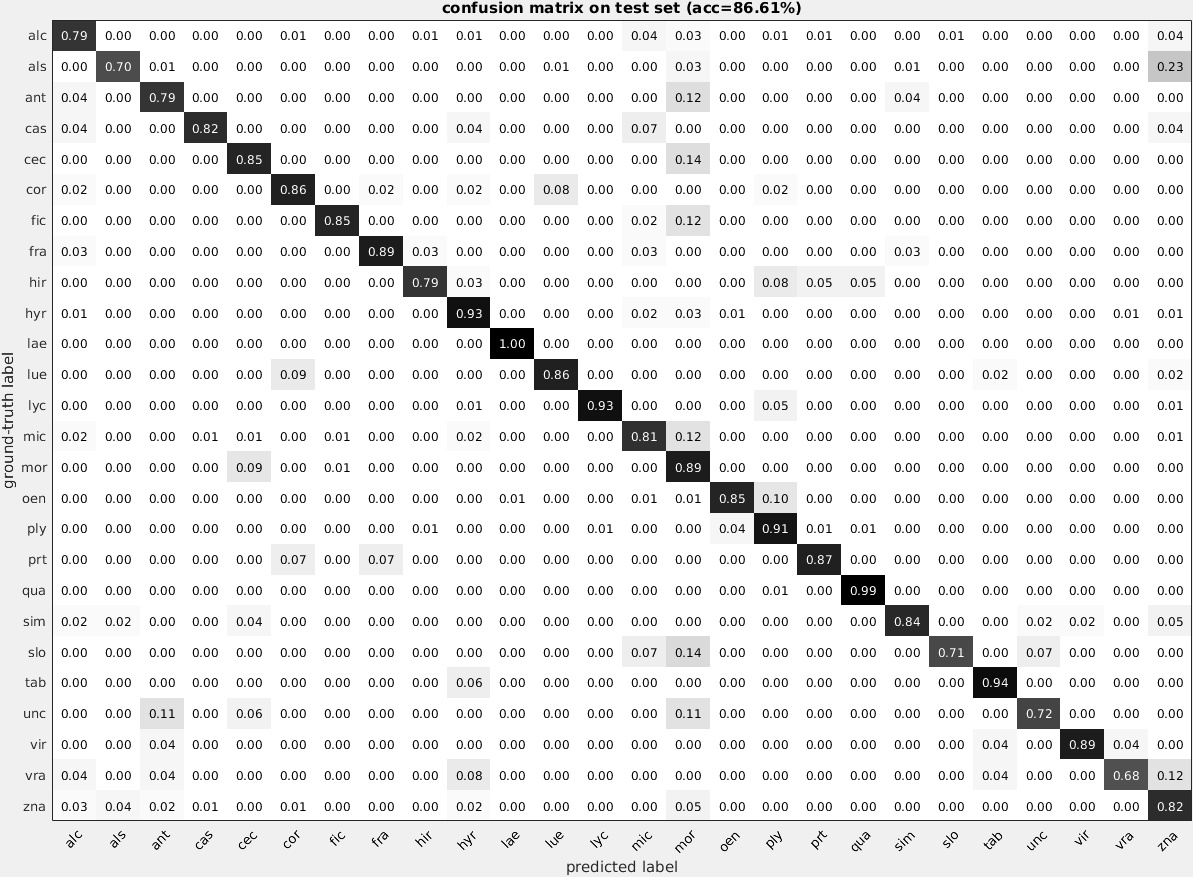 confusion matrix on test set (acc=86.61%)
alc 0.79 0.00 0.00 0.00 0.00 0.01 0.00 0.00 0.01 0.01 0.00 0.00 0.00 0.04 0.03 0.00 0.01 0.01 0.00 0.00 0.01 0.00 0.00 0.00 0.00 0.04
als 0.00 0.70 0.01 0.00 0.00 0.00 0.00 0.00 0.00 0.00 0.00 0.01 0.00 0.00 0.03 0.00 0.00 0.00 0.00 0.01 0.00 0.00 0.00 0.00 0.00 0.23
ant 0.04 0.00 0.79 0.00 0.00 0.00 0.00 0.00 0.00 0.00 0.00 0.00 0.00 0.00 0.12 0.00 0.00 0.00 0.00 0.04 0.00 0.00 0.00 0.00 0.00 0.00
cas 0.04 0.00 0.00 0.82 0.00 0.00 0.00 0.00 0.00 0.04 0.00 0.00 0.00 0.07 0.00 0.00 0.00 0.00 0.00 0.00 0.00 0.00 0.00 0.00 0.00 0.04
cec 0.00 0.00 0.00 0.00 0.85 0.00 0.00 0.00 0.00 0.00 0.00 0.00 0.00 0.00 0.14 0.00 0.00 0.00 0.00 0.00 0.00 0.00 0.00 0.00 0.00 0.00
cor 0.02 0.00 0.00 0.00 0.00 0.86 0.00 0.02 0.00 0.02 0.00 0.08 0.00 0.00 0.00 0.00 0.02 0.00 0.00 0.00 0.00 0.00 0.00 0.00 0.00 0.00
fic 0.00 0.00 0.00 0.00 0.00 0.00 0.85 0.00 0.00 0.00 0.00 0.00 0.00 0.02 0.12 0.00 0.00 0.00 0.00 0.00 0.00 0.00 0.00 0.00 0.00 0.00
fra 0.03 0.00 0.00 0.00 0.00 0.00 0.00 0.89 0.03 0.00 0.00 0.00 0.00 0.03 0.00 0.00 0.00 0.00 0.00 0.03 0.00 0.00 0.00 0.00 0.00 0.00
hir 0.00 0.00 0.00 0.00 0.00 0.00 0.00 0.00 0.79 0.03 0.00 0.00 0.00 0.00 0.00 0.00 0.08 0.05 0.05 0.00 0.00 0.00 0.00 0.00 0.00 0.00
hyr 0.01 0.00 0.00 0.00 0.00 0.00 0.00 0.00 0.00 0.93 0.00 0.00 0.00 0.02 0.03 0.01 0.00 0.00 0.00 0.00 0.00 0.00 0.00 0.00 0.01 0.01
lae 0.00 0.00 0.00 0.00 0.00 0.00 0.00 0.00 0.00 0.00 1.00 0.00 0.00 0.00 0.00 0.00 0.00 0.00 0.00 0.00 0.00 0.00 0.00 0.00 0.00 0.00
lue 0.00 0.00 0.00 0.00 0.00 0.09 0.00 0.00 0.00 0.00 0.00 0.86 0.00 0.00 0.00 0.00 0.00 0.00 0.00 0.00 0.00 0.02 0.00 0.00 0.00 0.02
lyc 0.00 0.00 0.00 0.00 0.00 0.00 0.00 0.00 0.00 0.01 0.00 0.00 0.93 0.00 0.00 0.00 0.05 0.00 0.00 0.00 0.00 0.00 0.00 0.00 0.00 0.01
mic 0.02 0.00 0.00 0.01 0.01 0.00 0.01 0.00 0.00 0.02 0.00 0.00 0.00 0.81 0.12 0.00 0.00 0.00 0.00 0.00 0.00 0.00 0.00 0.00 0.00 0.01
mor 0.00 0.00 0.00 0.00 0.09 0.00 0.01 0.00 0.00 0.00 0.00 0.00 0.00 0.00 0.89 0.00 0.00 0.00 0.00 0.00 0.00 0.00 0.00 0.00 0.00 0.00
oen 0.00 0.00 0.00 0.00 0.00 0.00 0.00 0.00 0.00 0.00 0.01 0.00 0.00 0.01 0.01 0.85 0.10 0.00 0.00 0.00 0.00 0.00 0.00 0.00 0.00 0.00
ply 0.00 0.00 0.00 0.00 0.00 0.00 0.00 0.00 0.01 0.00 0.00 0.00 0.01 0.00 0.00 0.04 0.91 0.01 0.01 0.00 0.00 0.00 0.00 0.00 0.00 0.00
prt 0.00 0.00 0.00 0.00 0.00 0.07 0.00 0.07 0.00 0.00 0.00 0.00 0.00 0.00 0.00 0.00 0.00 0.87 0.00 0.00 0.00 0.00 0.00 0.00 0.00 0.00
qua 0.00 0.00 0.00 0.00 0.00 0.00 0.00 0.00 0.00 0.00 0.00 0.00 0.00 0.00 0.00 0.00 0.01 0.00 0.99 0.00 0.00 0.00 0.00 0.00 0.00 0.00
sim 0.02 0.02 0.00 0.00 0.04 0.00 0.00 0.00 0.00 0.00 0.00 0.00 0.00 0.00 0.00 0.00 0.00 0.00 0.00 0.84 0.00 0.00 0.02 0.02 0.00 0.05
slo 0.00 0.00 0.00 0.00 0.00 0.00 0.00 0.00 0.00 0.00 0.00 0.00 0.00 0.07 0.14 0.00 0.00 0.00 0.00 0.00 0.71 0.00 0.07 0.00 0.00 0.00
tab 0.00 0.00 0.00 0.00 0.00 0.00 0.00 0.00 0.00 0.06 0.00 0.00 0.00 0.00 0.00 0.00 0.00 0.00 0.00 0.00 0.00 0.94 0.00 0.00 0.00 0.00
unc 0.00 0.00 0.11 0.00 0.06 0.00 0.00 0.00 0.00 0.00 0.00 0.00 0.00 0.00 0.11 0.00 0.00 0.00 0.00 0.00 0.00 0.00 0.72 0.00 0.00 0.00
vir 0.00 0.00 0.04 0.00 0.00 0.00 0.00 0.00 0.00 0.00 0.00 0.00 0.00 0.00 0.00 0.00 0.00 0.00 0.00 0.00 0.00 0.04 0.00 0.89 0.04 0.00
vra 0.04 0.00 0.04 0.00 0.00 0.00 0.00 0.00 0.00 0.08 0.00 0.00 0.00 0.00 0.00 0.00 0.00 0.00 0.00 0.00 0.00 0.04 0.00 0.00 0.68 0.12
zna 0.03 0.04 0.02 0.01 0.00 0.01 0.00 0.00 0.00 0.02 0.00 0.00 0.00 0.00 0.05 0.00 0.00 0.00 0.00 0.00 0.00 0.00 0.00 0.00 0.00 0.82
alc als ant cas cec cor fic fra hir hyr lae lue lyc mic mor oen ply prt qua sim slo tab unc vir vra zna
predicted label
ground-truth label